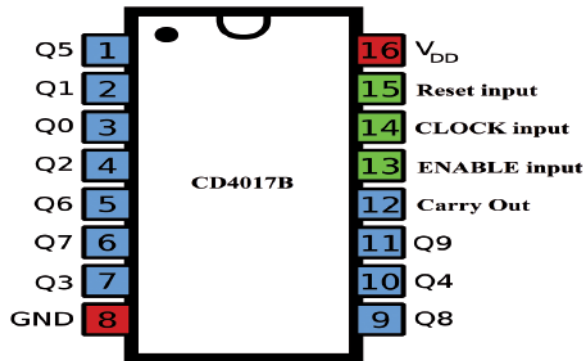 Q5 1 16 VDD
Q1 2 15 Reset input
Q0 3 14 CLOCK input
Q2 4 13 ENABLE input
CD4017B
Q6 5 12 Carry Out
Q7 6 11 Q9
Q3 7 10 Q4
GND 8 9 Q8